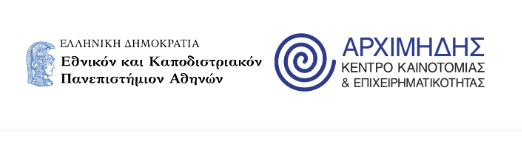 ΕΛΛΗΝΙΚΗ ΔΗΜΟΚΡΑΤΙΑ
Εθνικόν και Καποδιστριακόν
Πανεπιστήμιον Αθηνών
ΑΡΧΙΜΗΔΗΣ
ΚΕΝΤΡΟ ΚΑΙΝΟΤΟΜΙΑΣ
& ΕΠΙΧΕΙΡΗΜΑΤΙΚΟΤΗΤΑΣ